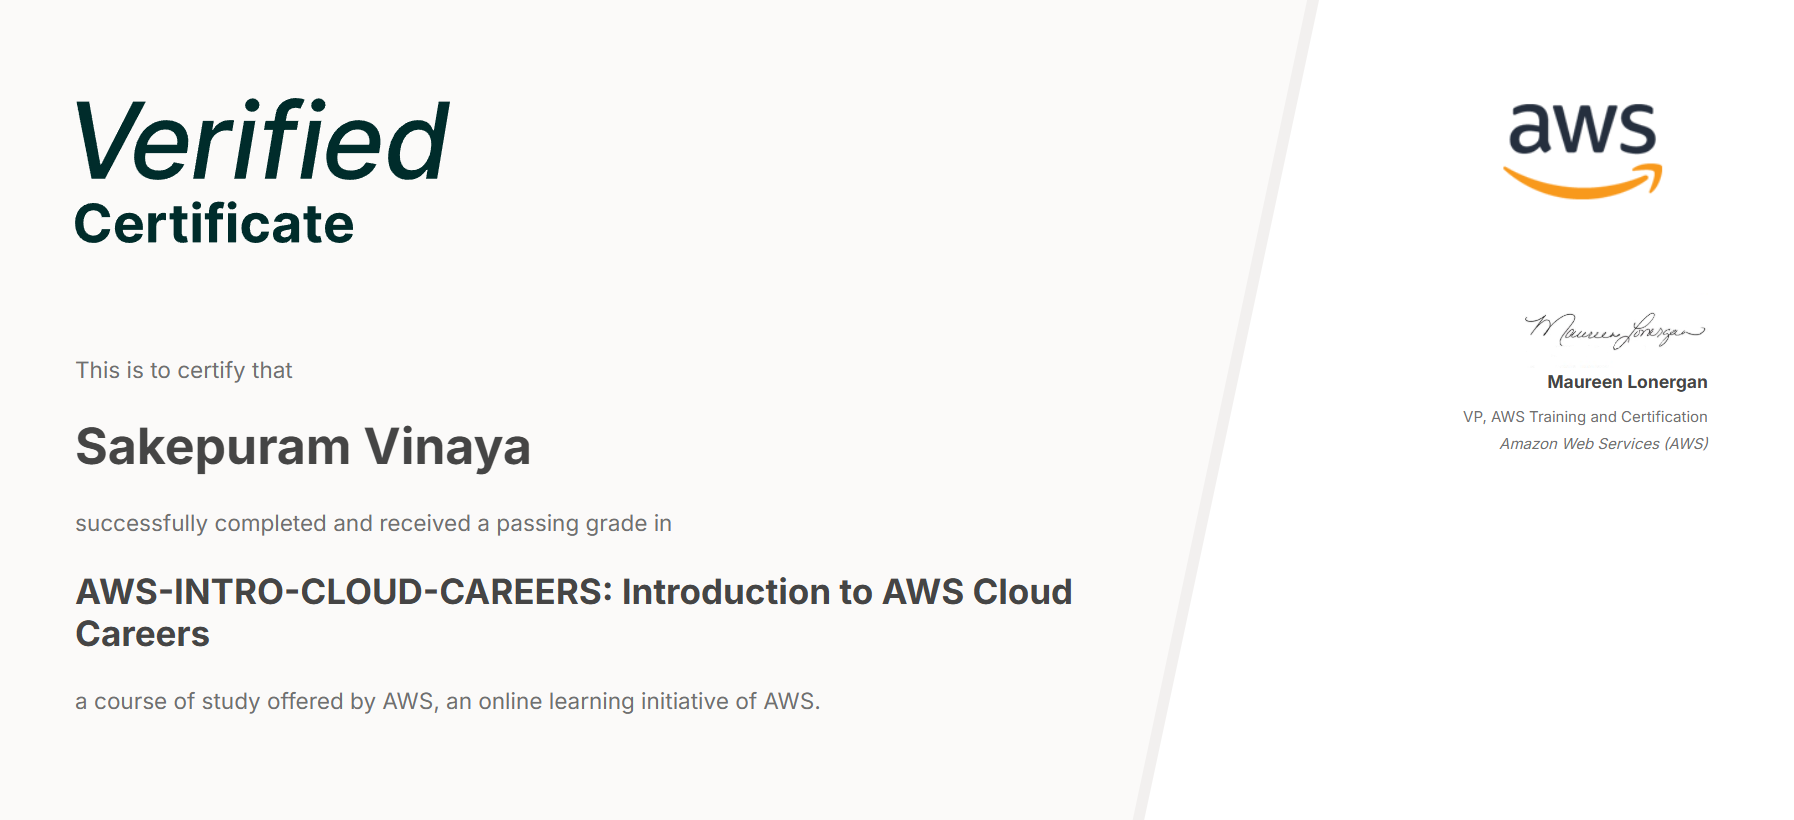 Verified
Certificate
This is to certify that
Sakepuram Vinaya
successfully completed and received a passing grade in
AWS-INTRO-CLOUD-CAREERS: Introduction to AWS Cloud
Careers
a course of study offered by AWS, an online learning initiative of AWS.
aws
Maureen Lonergan
Maureen Lonergan
VP, AWS Training and Certification
Amazon Web Services (AWS)